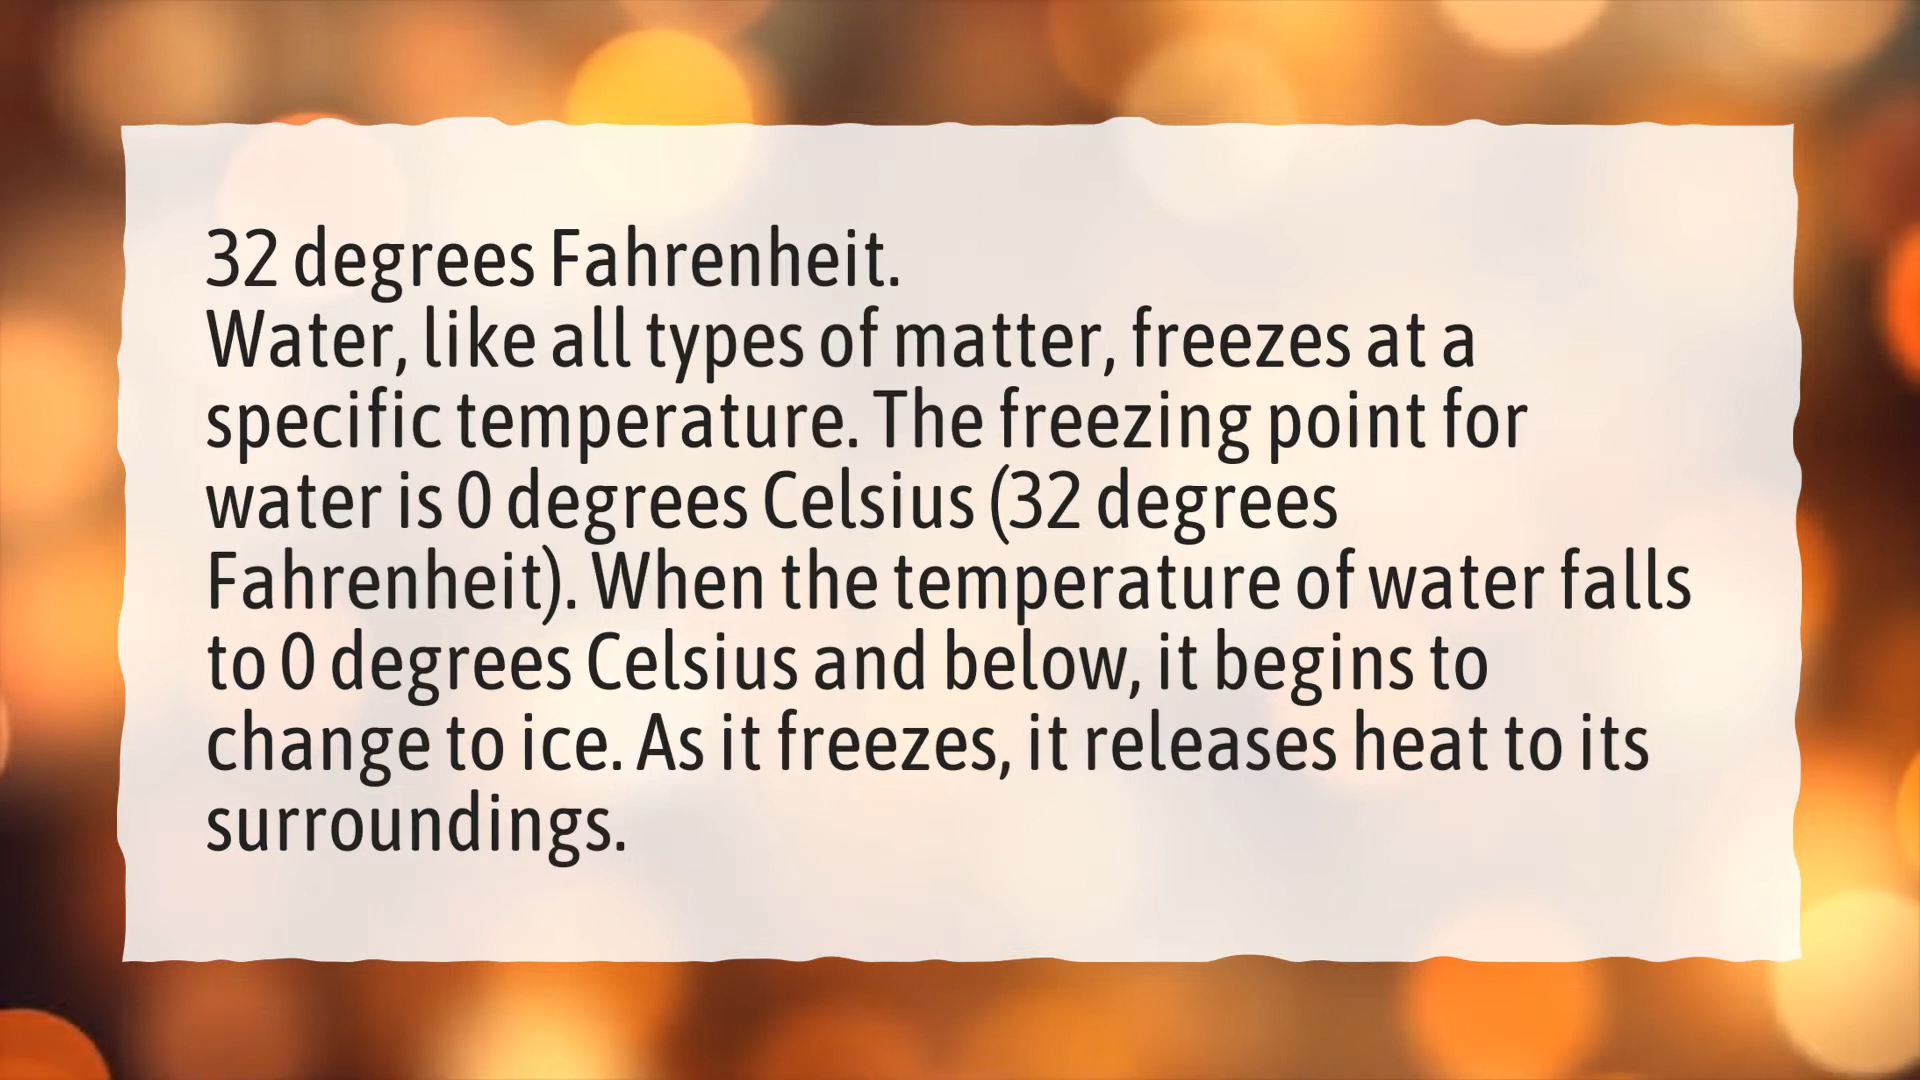 32 degrees Fahrenheit.
Water, like all types of matter, freezes at a
specific temperature. The freezing point for
water is 0 degrees Celsius (32 degrees
Fahrenheit). When the temperature of water falls
to 0 degrees Celsius and below, it begins to
change to ice. As it freezes, it releases heat to its
surroundings.